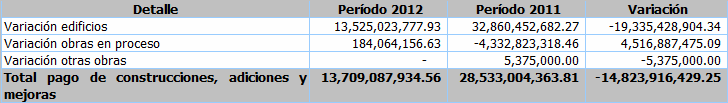 Detalle Período 2012 Período 2011 Variación
Variación edificios 13,525,023,777.93 32,860,452,682.27 -19,335,428,904.34
Variación obras en proceso 184,064,156.63 -4,332,823,318.46 4,516,887,475.09
Variación otras obras - 5,375,000.00 -5,375,000.00
Total pago de construcciones, adiciones y 13,709,087,934.56 28,533,004,363.81 -14,823,916,429.25
mejoras